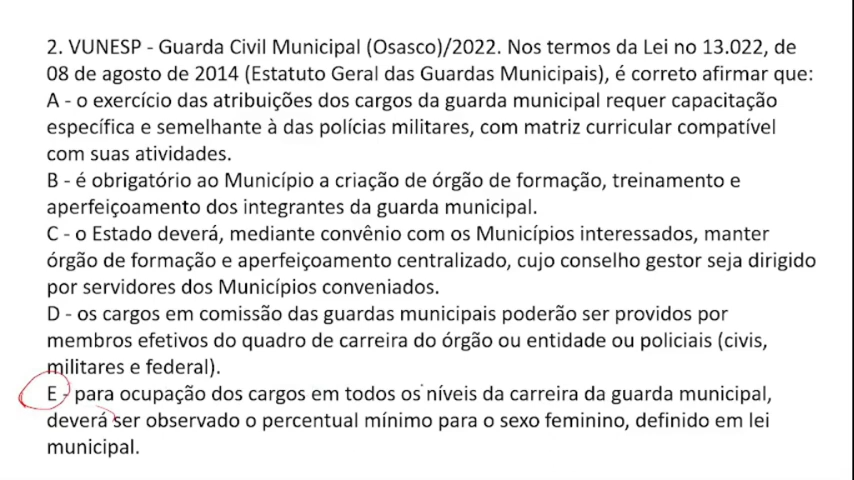 2. VUNESP - Guarda Civil Municipal (Osasco)/2022. Nos termos da Lei no 13.022, de
08 de agosto de 2014 (Estatuto Geral das Guardas Municipais), é correto afirmar que:
A - o exercício das atribuições dos cargos da guarda municipal requer capacitação
específica e semelhante à das polícias militares, com matriz curricular compatível
com suas atividades.
B - é obrigatório ao Município a criação de órgão de formação, treinamento e
aperfeiçoamento dos integrantes da guarda municipal.
C - o Estado deverá, mediante convênio com os Municípios interessados, manter
órgão de formação e aperfeiçoamento centralizado, cujo conselho gestor seja dirigido
por servidores dos Municípios conveniados.
D - os cargos em comissão das guardas municipais poderão ser providos por
membros efetivos do quadro de carreira do órgão ou entidade ou policiais (civis,
militares e federal).
E - para ocupação dos cargos em todos os níveis da carreira da guarda municipal,
deverá ser observado o percentual mínimo para o sexo feminino, definido em lei
municipal.